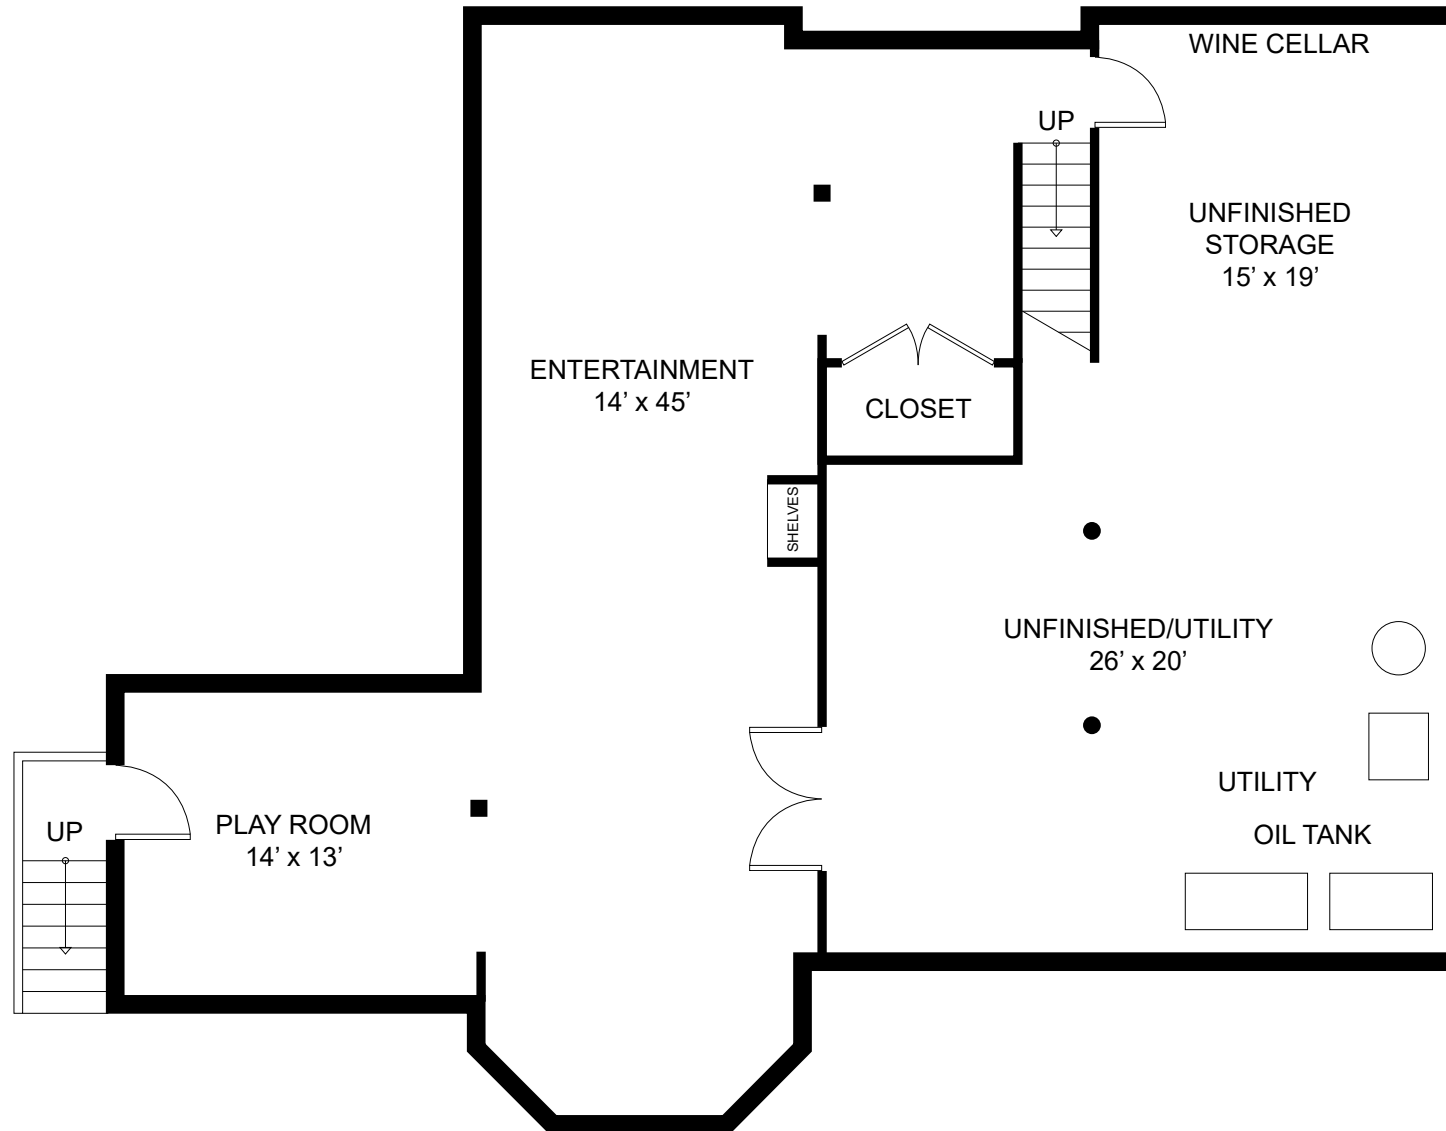 WINE CELLAR
UP
UNFINISHED
STORAGE
15’ x 19’
ENTERTAINMENT
14’ x 45’
CLOSET
SHELVES
UNFINISHED/UTILITY
26’ x 20’
UTILITY
OIL TANK
UP
PLAY ROOM
14’ x 13’